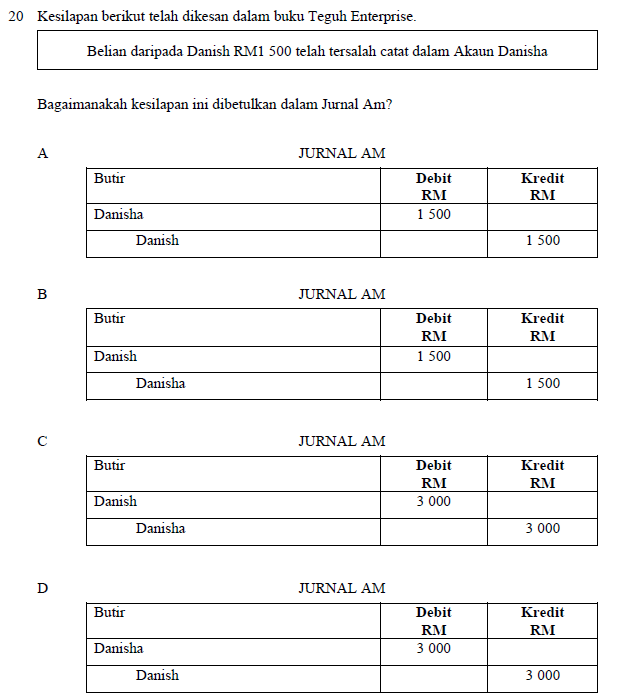 20 Kesilapan berikut telah dikesan dalam buku Teguh Enterprise.
Belian daripada Danish RM1 500 telah tersalah catat dalam Akaun Danisha
Bagaimanakah kesilapan ini dibetulkan dalam Jurnal Am?
A JURNAL AM
Butir Debit Kredit
RM RM
Danisha 1 500
Danish 1 500
B JURNAL AM
Butir Debit Kredit
RM RM
Danish 1 500
Danisha 1 500
C JURNAL AM
Butir Debit Kredit
RM RM
Danish 3 000
Danisha 3 000
D JURNAL AM
Butir Debit Kredit
RM RM
Danisha 3 000
Danish 3 000